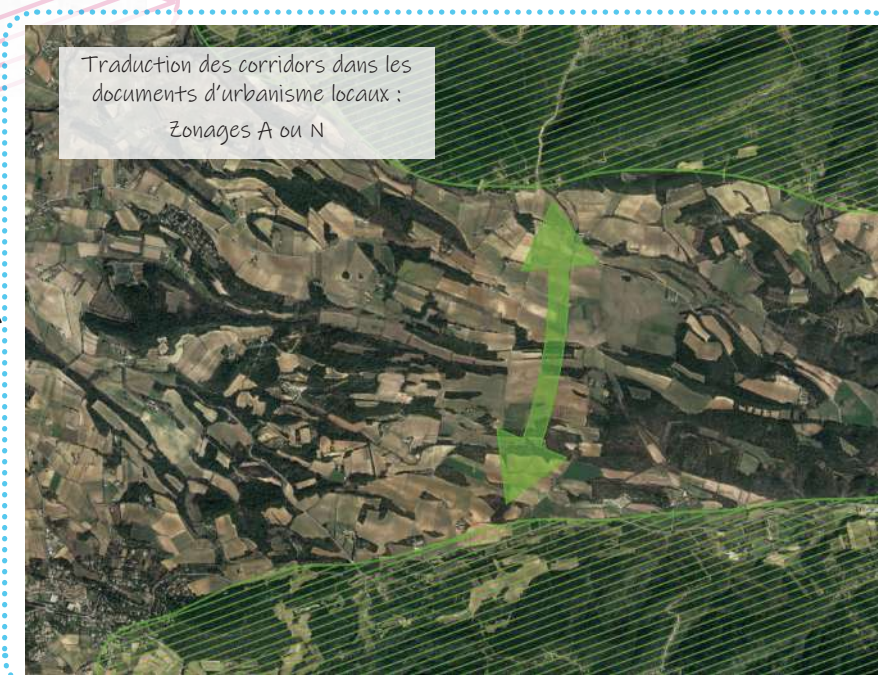 Traduction des corridors dans les
documents d'urbanisme locaux :
Zonages A ou N